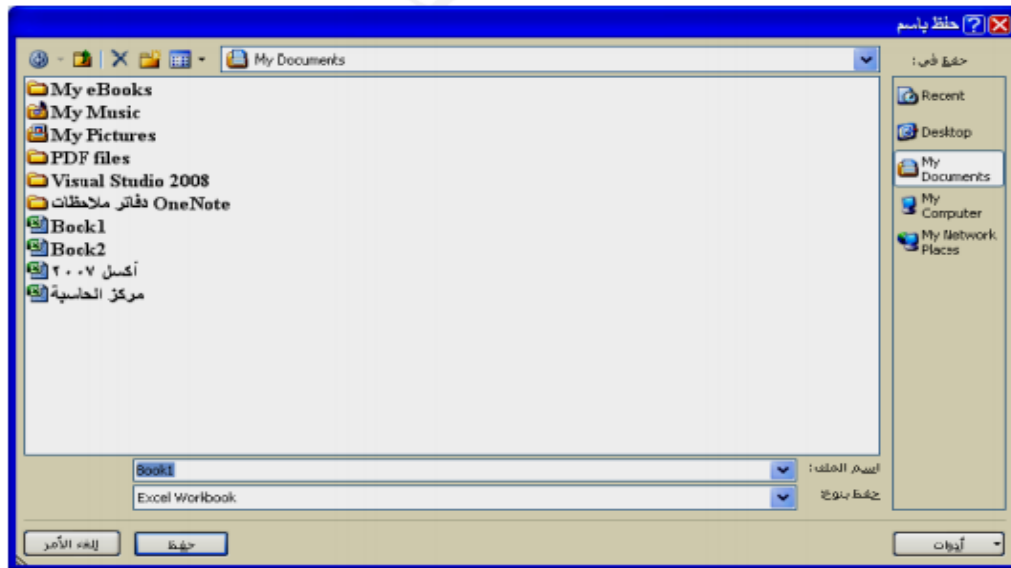 حفظ باسم
حفظ في:
My Documents
Recent
Desktop
My
Documents
My
Computer
My Network
Places
My eBooks
My Music
My Pictures
PDF files
Visual Studio 2008
دفاتر ملاحظات OneNote
Book1
Book2
أكسل ٢٠٠٧
مركز الحاسبة
اسم الملف:
Book1
حفظ بنوع:
Excel Workbook
أدوات
حفظ
إلغاء الأمر